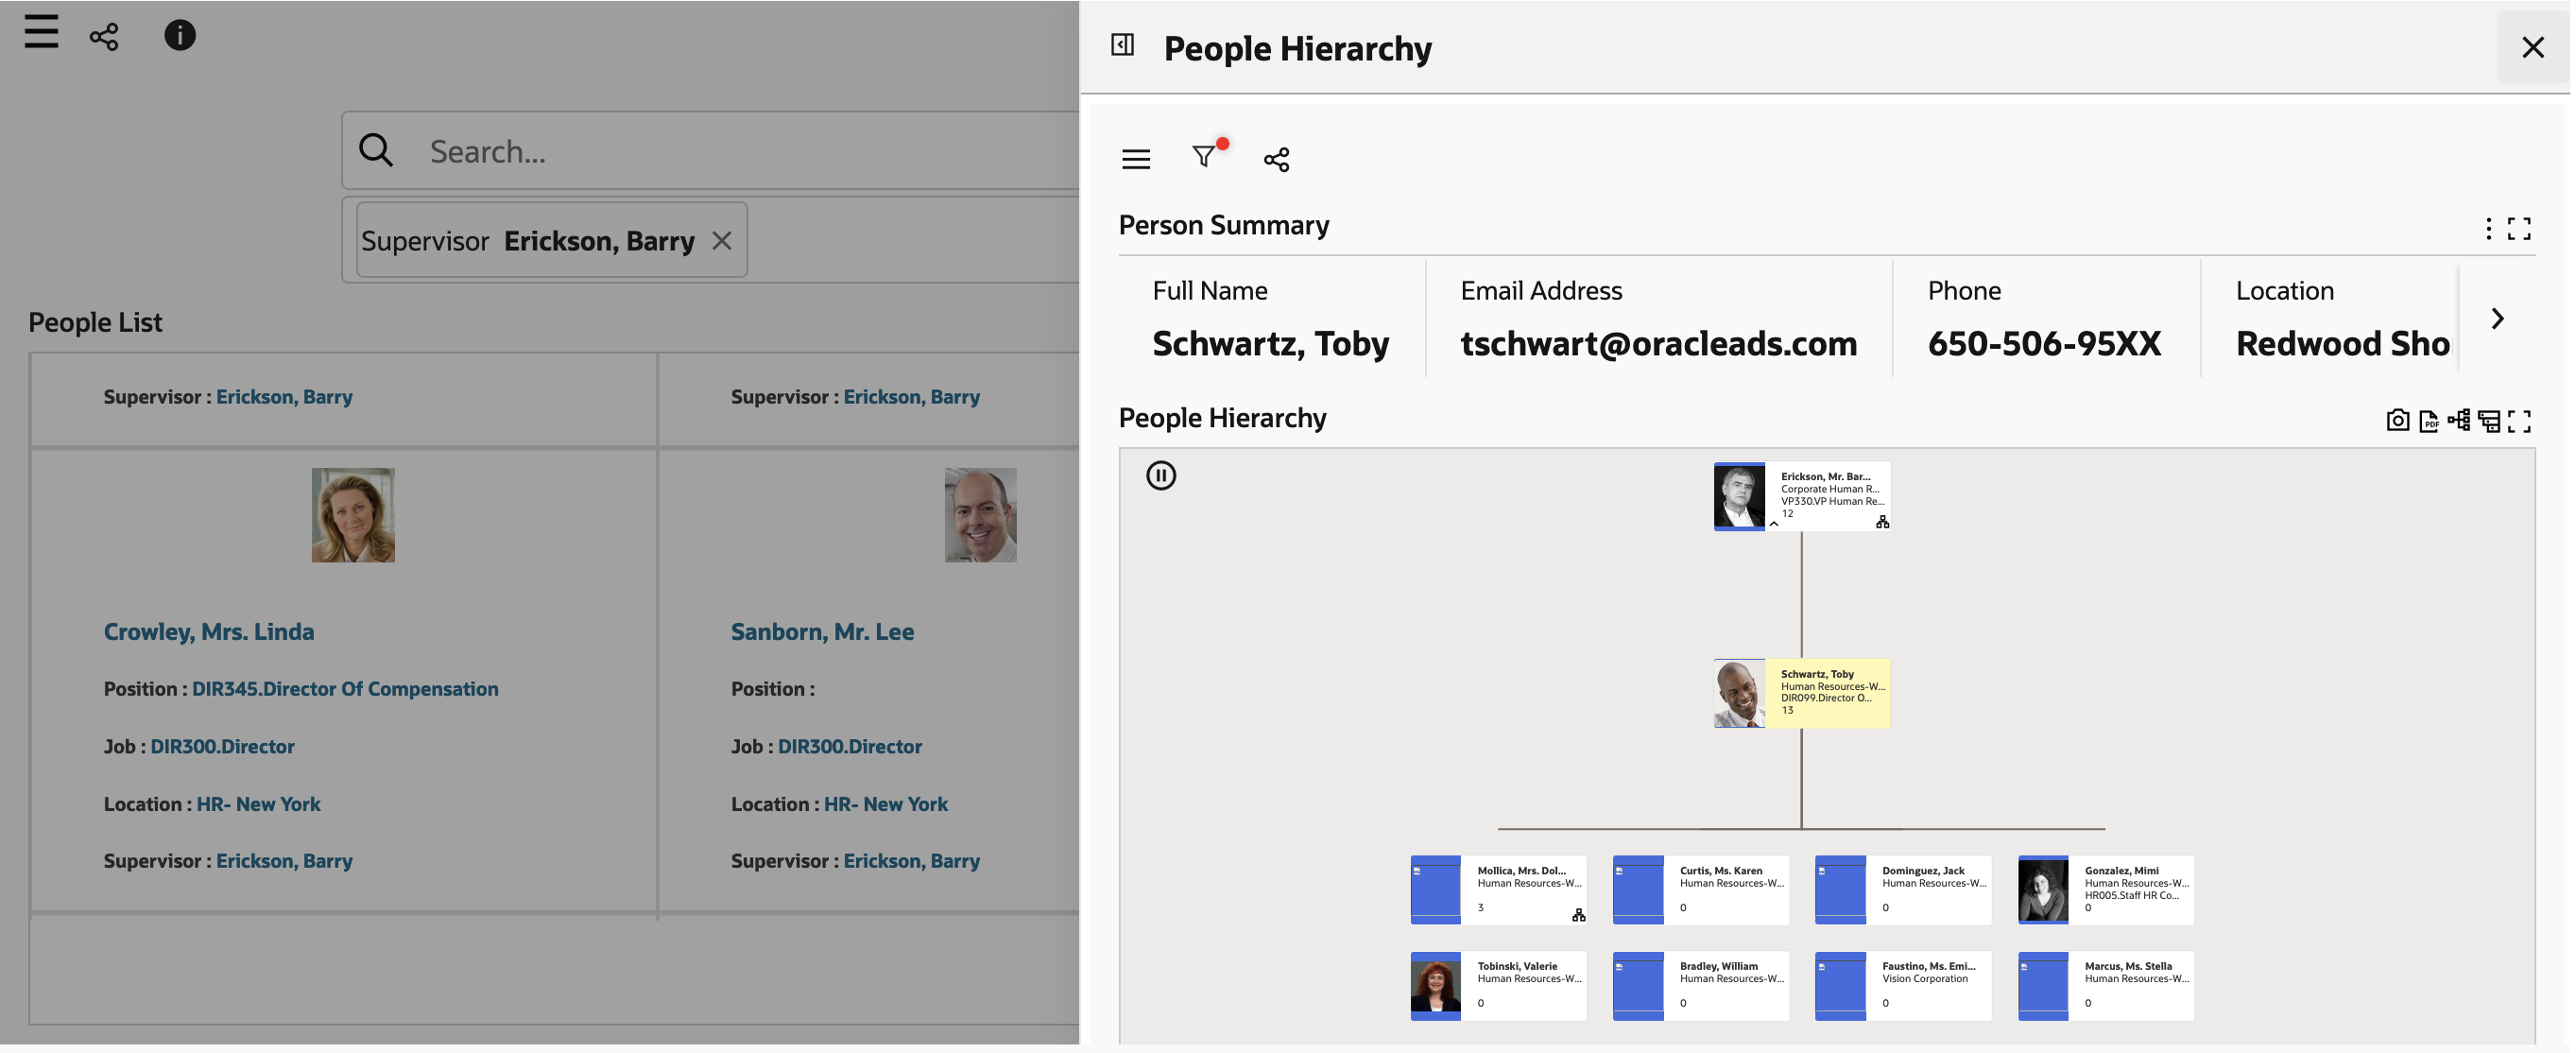 i
Search...
Supervisor Erickson, Barry
People List
Supervisor : Erickson, Barry
Supervisor : Erickson, Barry
Crowley, Mrs. Linda
Position : DIR345.Director Of Compensation
Job : DIR300.Director
Location : HR- New York
Supervisor : Erickson, Barry
Sanborn, Mr. Lee
Position :
Job : DIR300.Director
Location : HR- New York
Supervisor : Erickson, Barry
People Hierarchy
Person Summary
Full Name
Schwartz, Toby
Email Address
tschwart@oracleads.com
Phone
650-506-95XX
Location
Redwood Sho
People Hierarchy
PDF
Erickson, Mr. Bar...
Corporate Human R...
VP330.VP Human Re...
12
Schwartz, Toby
Human Resources-W...
DIR099.Director O...
13
Mollica, Mrs. Dol...
Human Resources-W...
3
Curtis, Ms. Karen
Human Resources-W...
0
Dominguez, Jack
Human Resources-W...
0
Gonzalez, Mimi
Human Resources-W...
HR005.Staff HR Co...
0
Tobinski, Valerie
Human Resources-W...
0
Bradley, William
Human Resources-W...
0
Faustino, Ms. Emi...
Vision Corporation
0
Marcus, Ms. Stella
Human Resources-W...
0